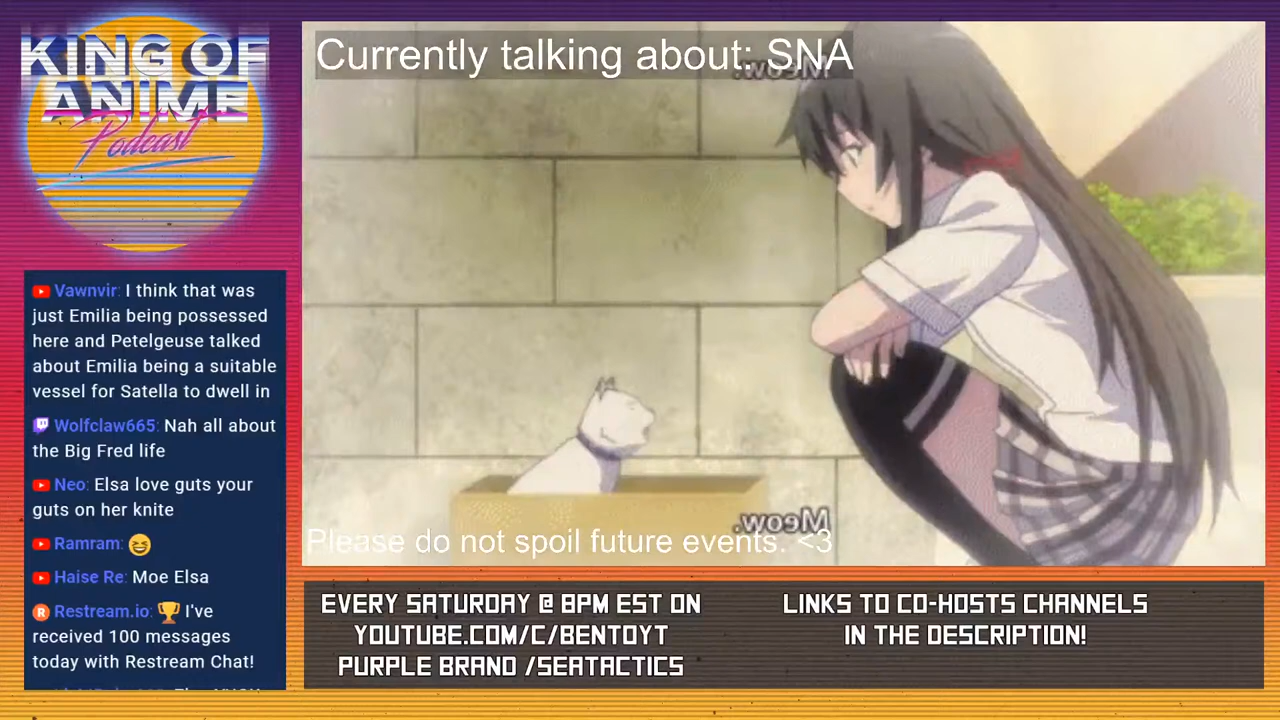 KING OF
ANIME
Podcast
Currently talking about: SNA
Meow.
Vawnvir: I think that was
just Emilia being possessed
here and Petelgeuse talked
about Emilia being a suitable
vessel for Satella to dwell in
Wolfclaw665: Nah all about
the Big Fred life
Neo: Elsa love guts your
guts on her knite
Ramram: 😆
Haise Re: Moe Elsa
Restream.io: 🏆 I've
received 100 messages
today with Restream Chat!
Meow.
Please do not spoil future events. <3
EVERY SATURDAY @ 8PM EST ON
YOUTUBE.COM/C/BENTOYT
PURPLE BRAND /SEATACTICS
LINKS TO CO-HOSTS CHANNELS
IN THE DESCRIPTION!